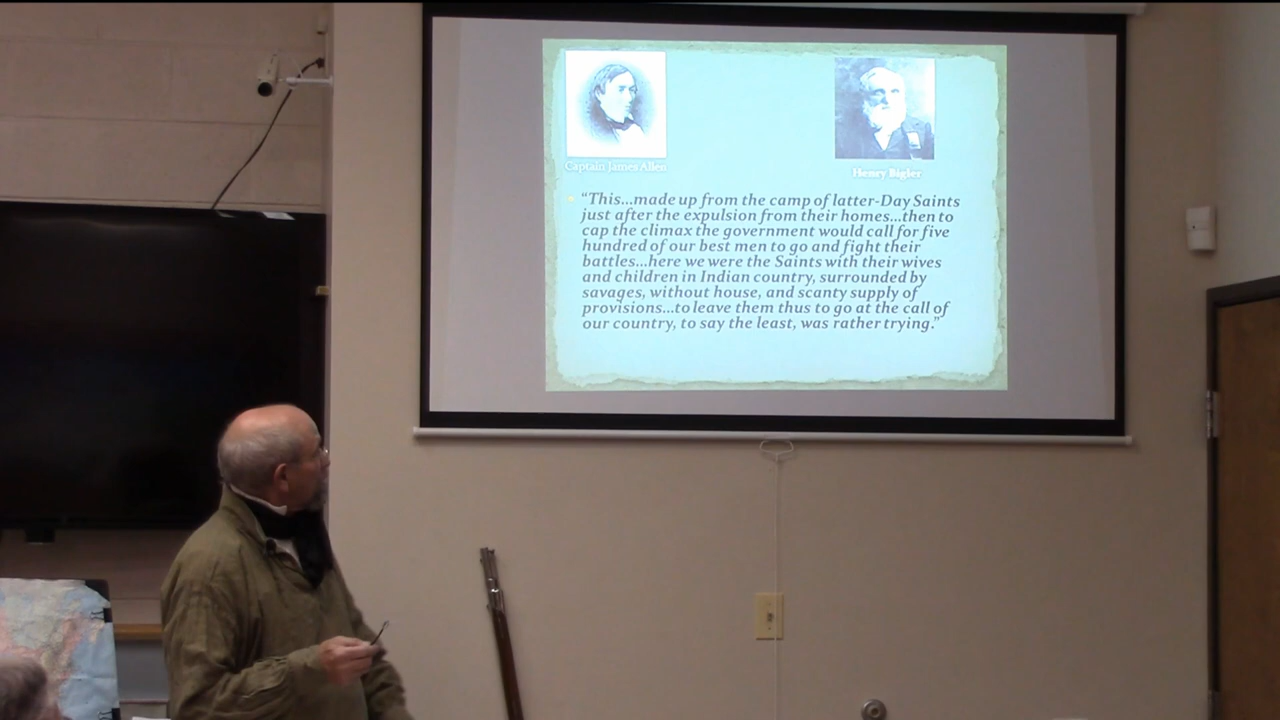 Captain James Allen
Henry Bigler
"This...made up from the camp of latter-Day Saints
just after the expulsion from their homes...then to
cap the climax the government would call for five
hundred of our best men to go and fight their
battles...here we were the Saints with their wives
and children in Indian country, surrounded by
savages, without house, and scanty supply of
provisions...to leave them thus to go at the call of
our country, to say the least, was rather trying."